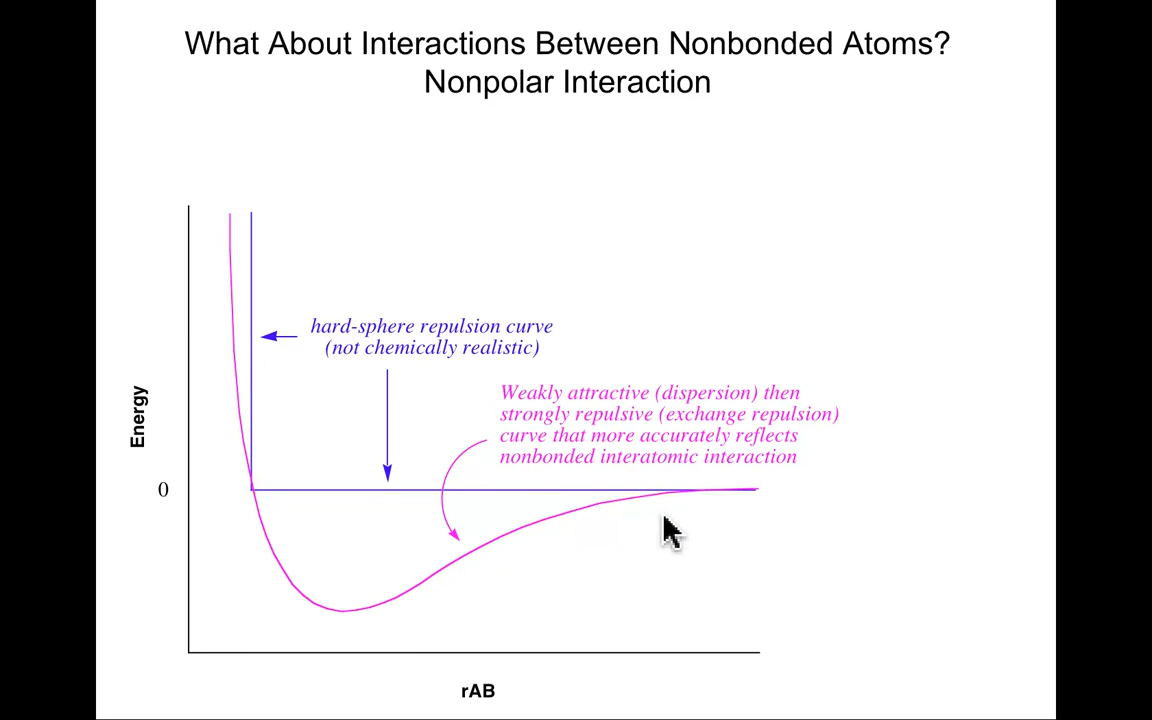 What About Interactions Between Nonbonded Atoms?
Nonpolar Interaction
hard-sphere repulsion curve
(not chemically realistic)
Weakly attractive (dispersion) then
strongly repulsive (exchange repulsion)
curve that more accurately reflects
nonbonded interatomic interaction
Energy
0
rAB